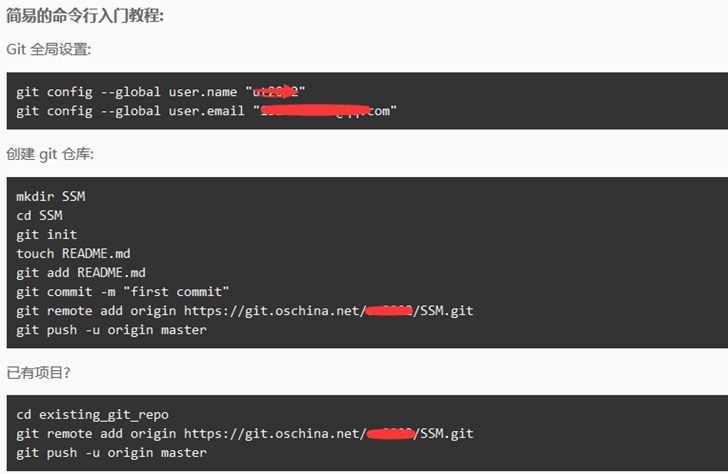 简易的命令行入门教程:
Git 全局设置:
git config --global user.name "
git config --global user.email "com"
创建 git 仓库:
mkdir SSM
cd SSM
git init
touch README.md
git add README.md
git commit -m "first commit"
git remote add origin https://git.oschina.net/ /SSM.git
git push -u origin master
已有项目?
cd existing_git_repo
git remote add origin https://git.oschina.net/ /SSM.git
git push -u origin master